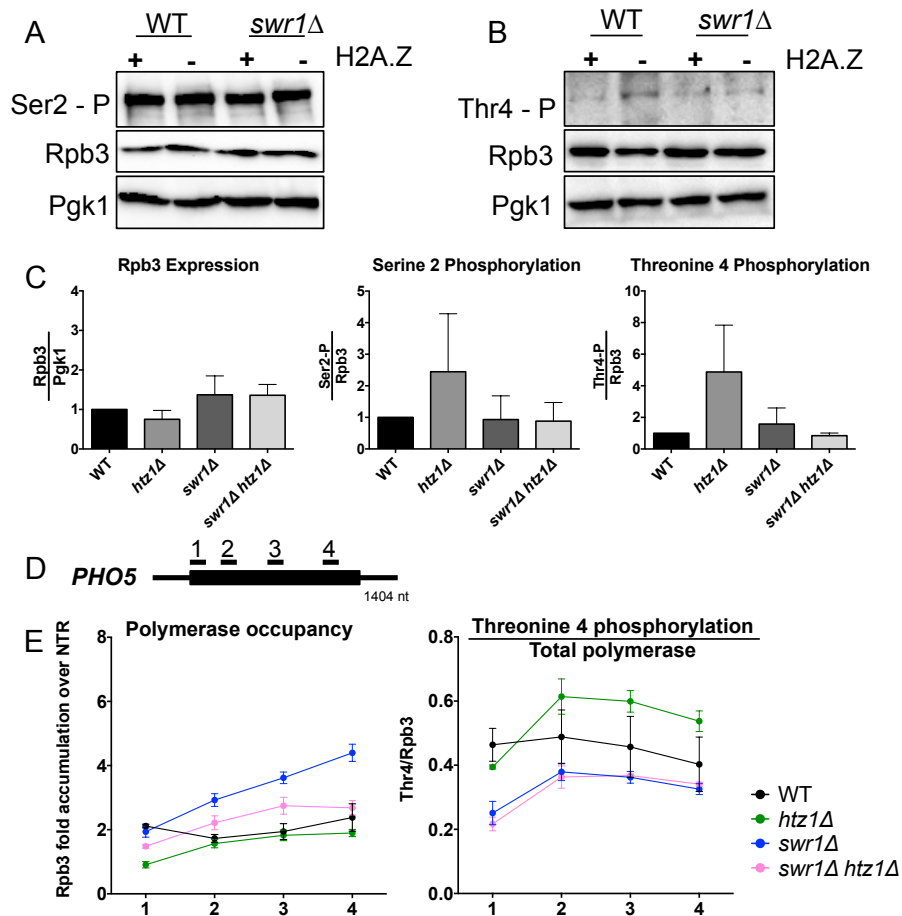 A
WT
swr1Δ
+ - + - H2A.Z
Ser2 - P
Rpb3
Pgk1
B
WT
swr1Δ
+ - + - H2A.Z
Thr4 - P
Rpb3
Pgk1
C
Rpb3 Expression
Rpb3
Pgk1
4
3
2
1
0
WT
htz1Δ
swr1Δ
swr1Δ htz1Δ
Serine 2 Phosphorylation
Ser2-P
Rpb3
5
4
3
2
1
0
WT
htz1Δ
swr1Δ
swr1Δ htz1Δ
Threonine 4 Phosphorylation
Thr4-P
Rpb3
10
8
6
4
2
0
WT
htz1Δ
swr1Δ
swr1Δ htz1Δ
D
1 2 3 4
PHO5
1404 nt
E
Polymerase occupancy
Rpb3 fold accumulation over NTR
8
6
4
2
0
1 2 3 4
Threonine 4 phosphorylation
Total polymerase
Thr4/Rpb3
0.8
0.6
0.4
0.2
0.0
1 2 3 4
WT
htz1Δ
swr1Δ
swr1Δ htz1Δ